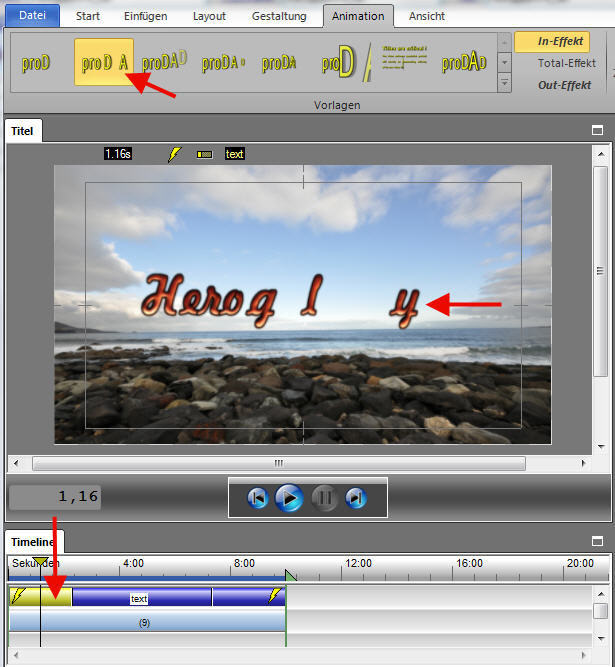 Datei Start Einfügen Layout Gestaltung Animation Ansicht
proD proD A proDAD proDA D proDA proD proDAD
In-Effekt
Total-Effekt
Out-Effekt
Vorlagen
Titel
1.16s text
Heroglyy
1,16
Timeline
Sekunden 4:00 8:00 12:00 16:00 20:00
text
(9)